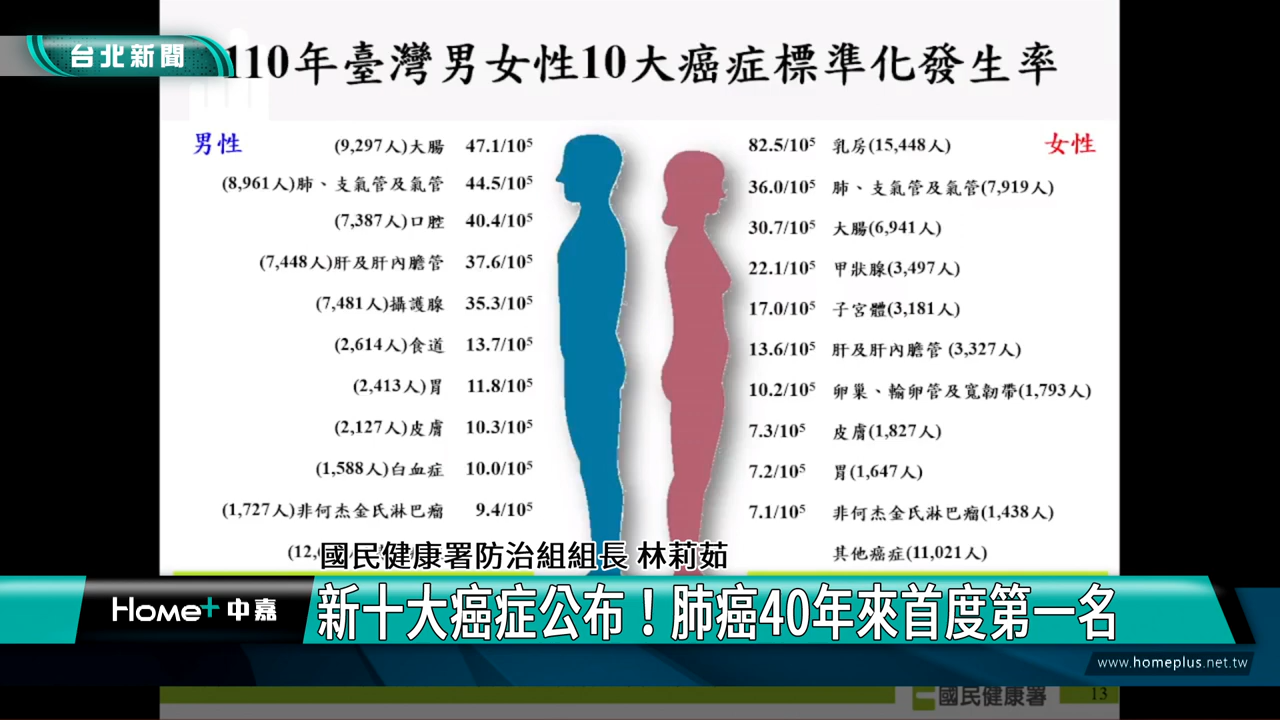 台北新聞
110年臺灣男女性10大癌症標準化發生率
男性
(9,297人)大腸 47.1/10⁵
(8,961人)肺、支氣管及氣管 44.5/10⁵
(7,387人)口腔 40.4/10⁵
(7,448人)肝及肝內膽管 37.6/10⁵
(7,481人)攝護腺 35.3/10⁵
(2,614人)食道 13.7/10⁵
(2,413人)胃 11.8/10⁵
(2,127人)皮膚 10.3/10⁵
(1,588人)白血症 10.0/10⁵
(1,727人)非何杰金氏淋巴瘤 9.4/10⁵
(12,
女性
82.5/10⁵ 乳房(15,448人)
36.0/10⁵ 肺、支氣管及氣管(7,919人)
30.7/10⁵ 大腸(6,941人)
22.1/10⁵ 甲狀腺(3,497人)
17.0/10⁵ 子宮體(3,181人)
13.6/10⁵ 肝及肝內膽管 (3,327人)
10.2/10⁵ 卵巢、輸卵管及寬韌帶(1,793人)
7.3/10⁵ 皮膚(1,827人)
7.2/10⁵ 胃(1,647人)
7.1/10⁵ 非何杰金氏淋巴瘤(1,438人)
其他癌症(11,021人)
國民健康署防治組組長 林莉茹
Home+中嘉
新十大癌症公布！肺癌40年來首度第一名
www.homeplus.net.tw
國民健康署
13